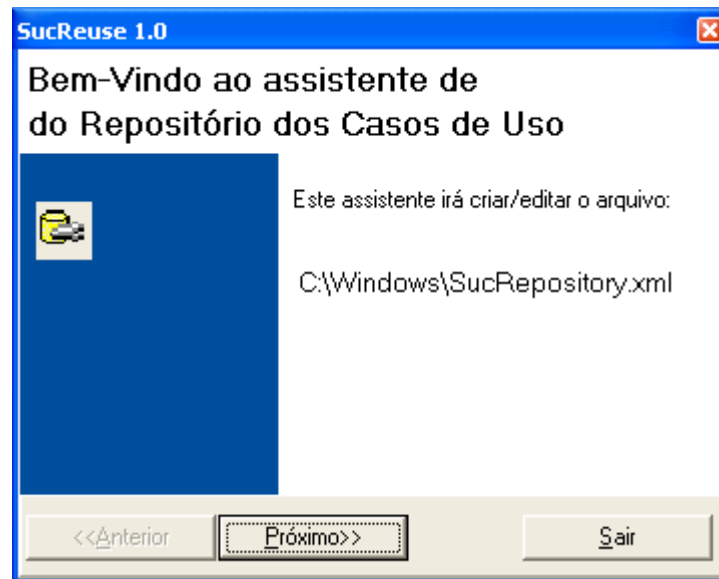 SucReuse 1.0
Bem-Vindo ao assistente de
do Repositório dos Casos de Uso
Este assistente irá criar/editar o arquivo:
C:\Windows\SucRepository.xml
<<Anterior Próximo>> Sair